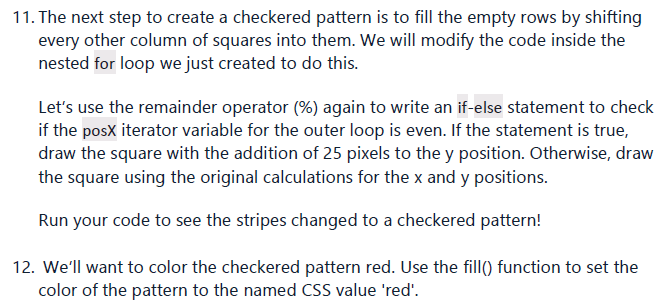 11. The next step to create a checkered pattern is to fill the empty rows by shifting
every other column of squares into them. We will modify the code inside the
nested for loop we just created to do this.
Let's use the remainder operator (%) again to write an if-else statement to check
if the posX iterator variable for the outer loop is even. If the statement is true,
draw the square with the addition of 25 pixels to the y position. Otherwise, draw
the square using the original calculations for the x and y positions.
Run your code to see the stripes changed to a checkered pattern!
12. We'll want to color the checkered pattern red. Use the fill() function to set the
color of the pattern to the named CSS value 'red'.